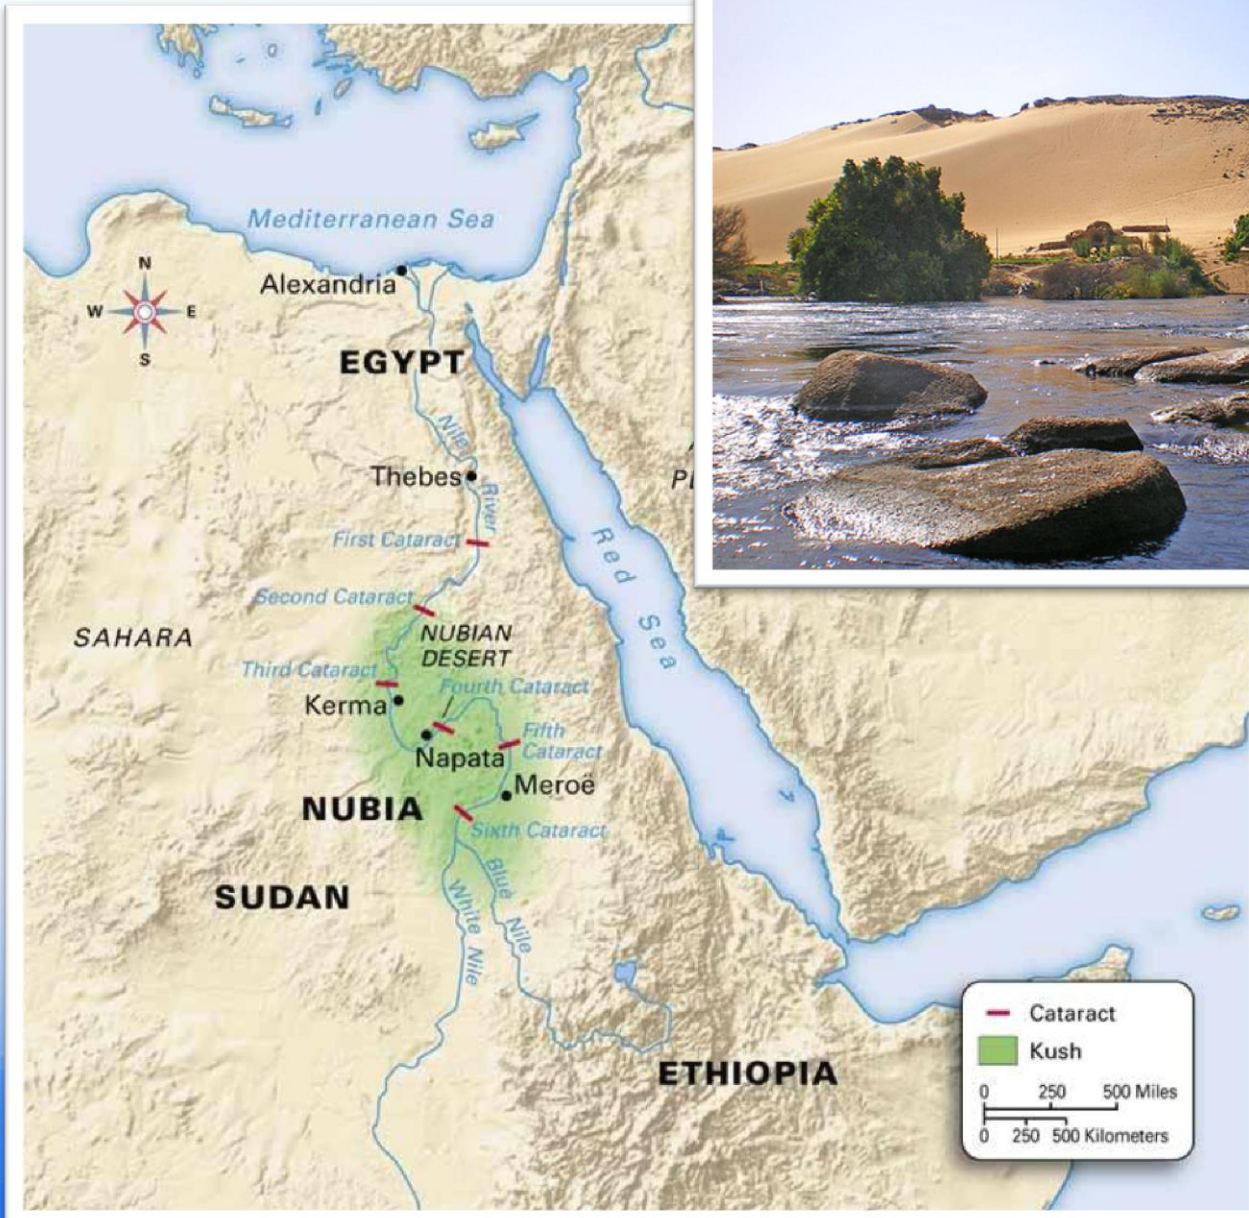 Mediterranean Sea
Alexandria
N
W
E
S
EGYPT
Nile
River
Thebes
First Cataract
Second Cataract
SAHARA
NUBIAN
DESERT
Third Cataract
Fourth Cataract
Kerma
Fifth
Cataract
Napata
Meroë
NUBIA
Sixth Cataract
SUDAN
Blue Nile
White Nile
Red Sea
ETHIOPIA
Cataract
Kush
0 250 500 Miles
0 250 500 Kilometers